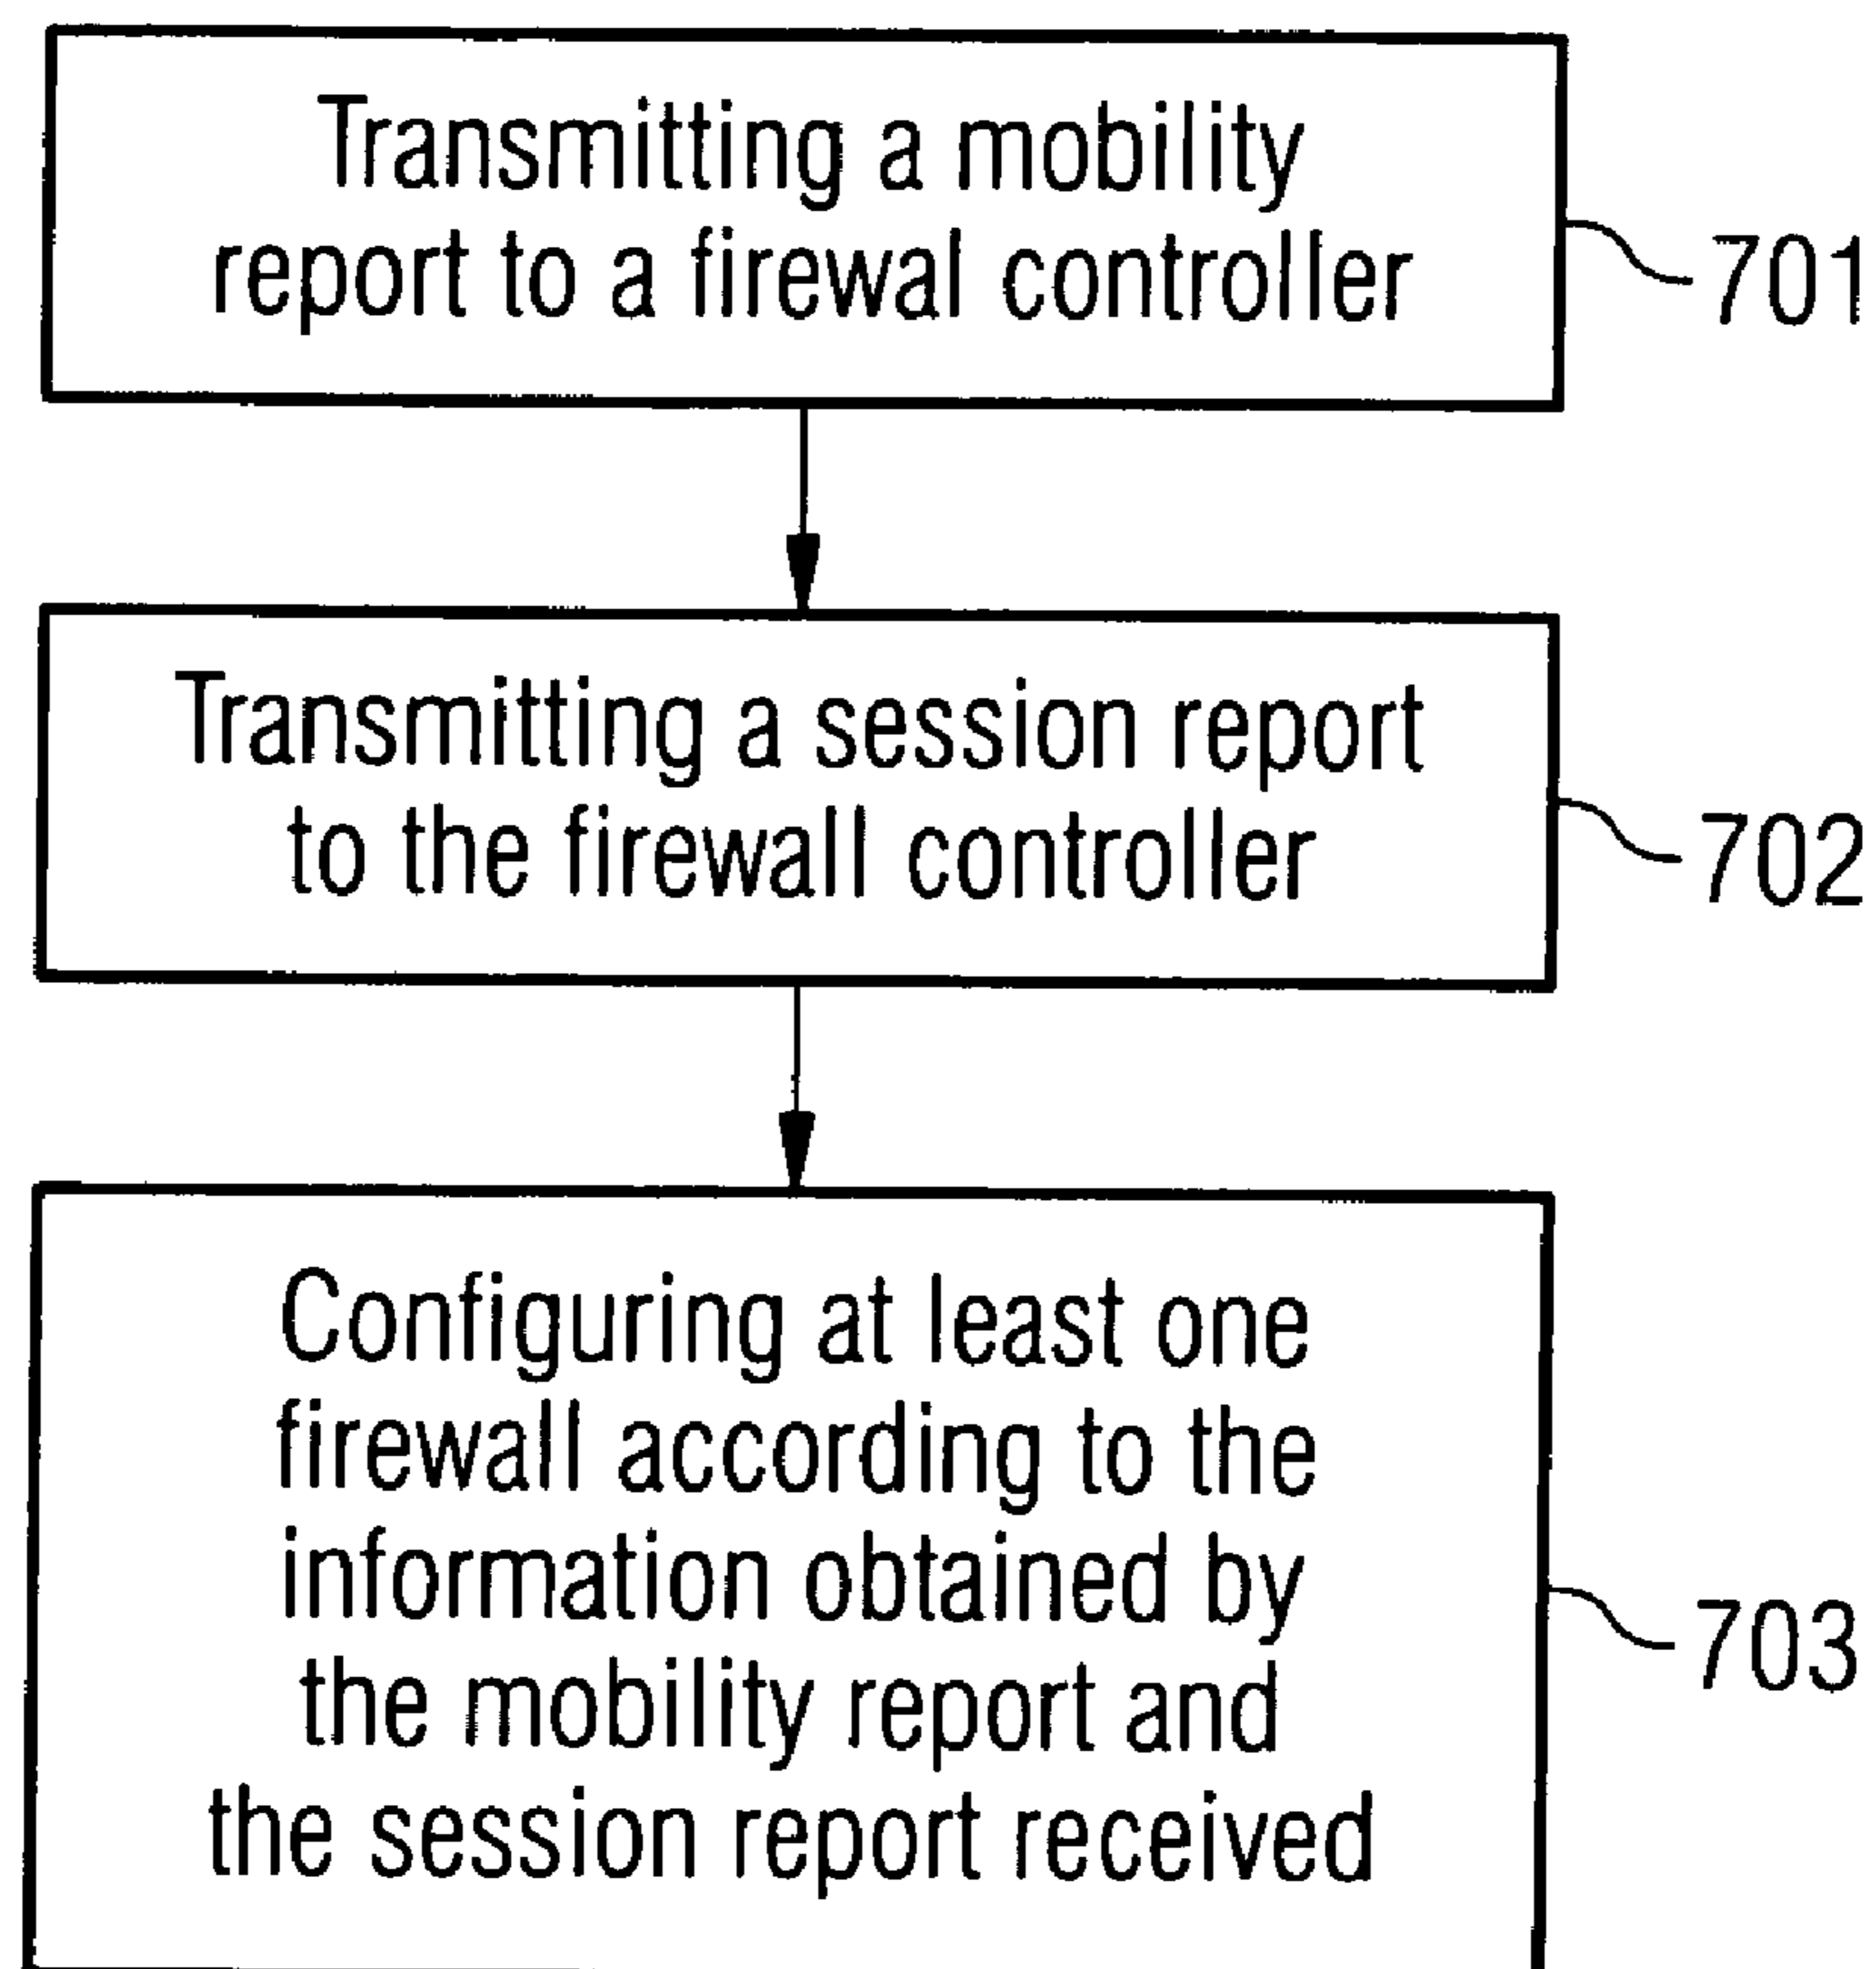 Transmitting a mobility
report to a firewal controller
701
Transmitting a session report
to the firewall controller
702
Configuring at least one
firewall according to the
information obtained by
the mobility report and
the session report received
703